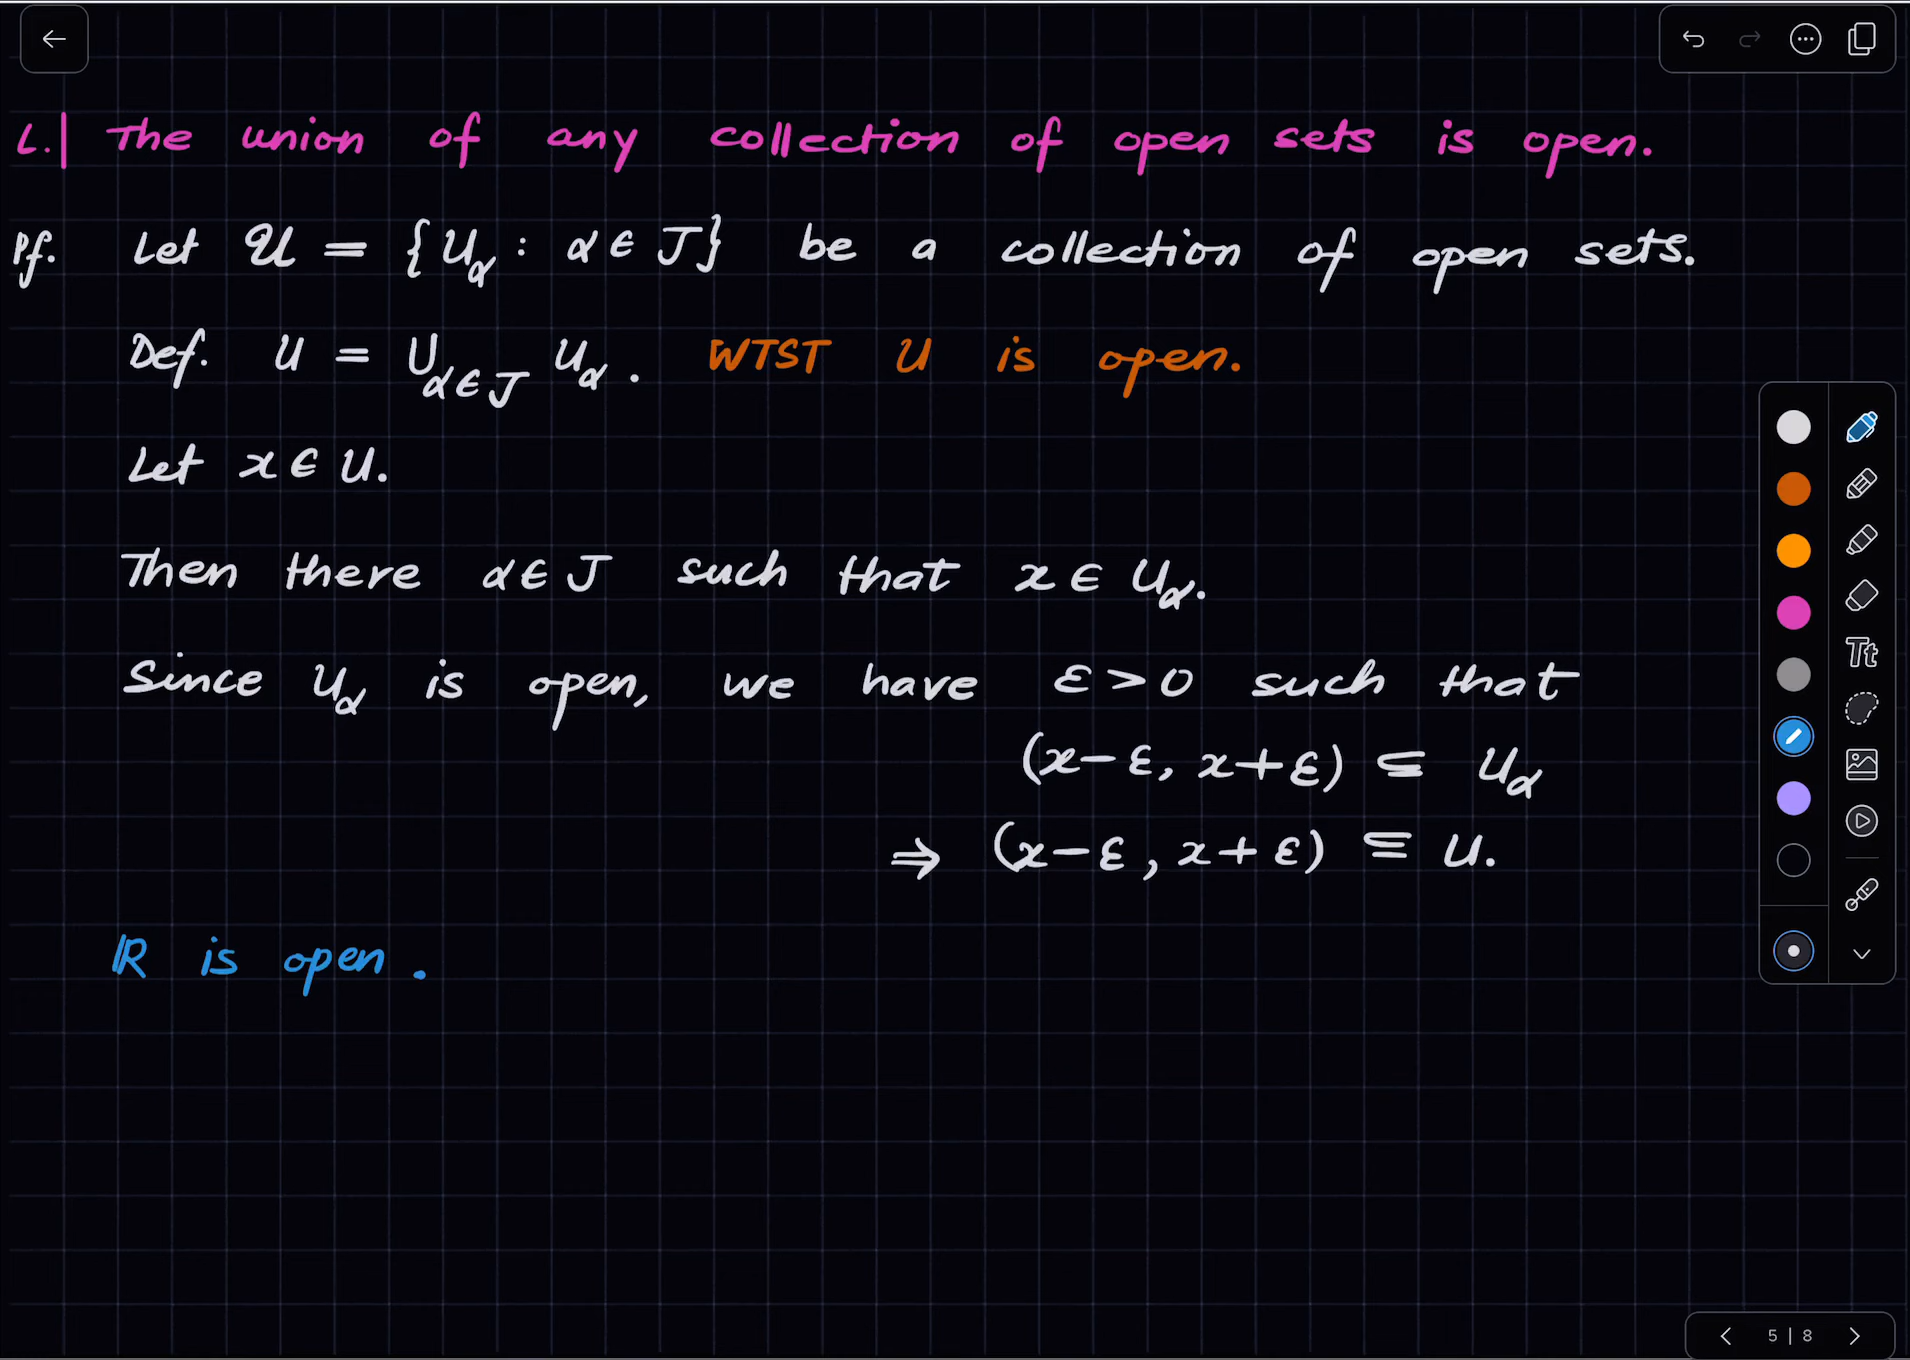 L.| The union of any collection of open sets is open.
Pf. Let 𝒰 = {U_α : α ∈ J} be a collection of open sets.
Def. U = ∪_{α∈J} U_α. WTST U is open.
Let x ∈ U.
Then there α ∈ J such that x ∈ U_α.
Since U_α is open, we have ε > 0 such that
(x-ε, x+ε) ⊆ U_α
⇒ (x-ε, x+ε) ⊆ U.
ℝ is open.
Tt
5 | 8